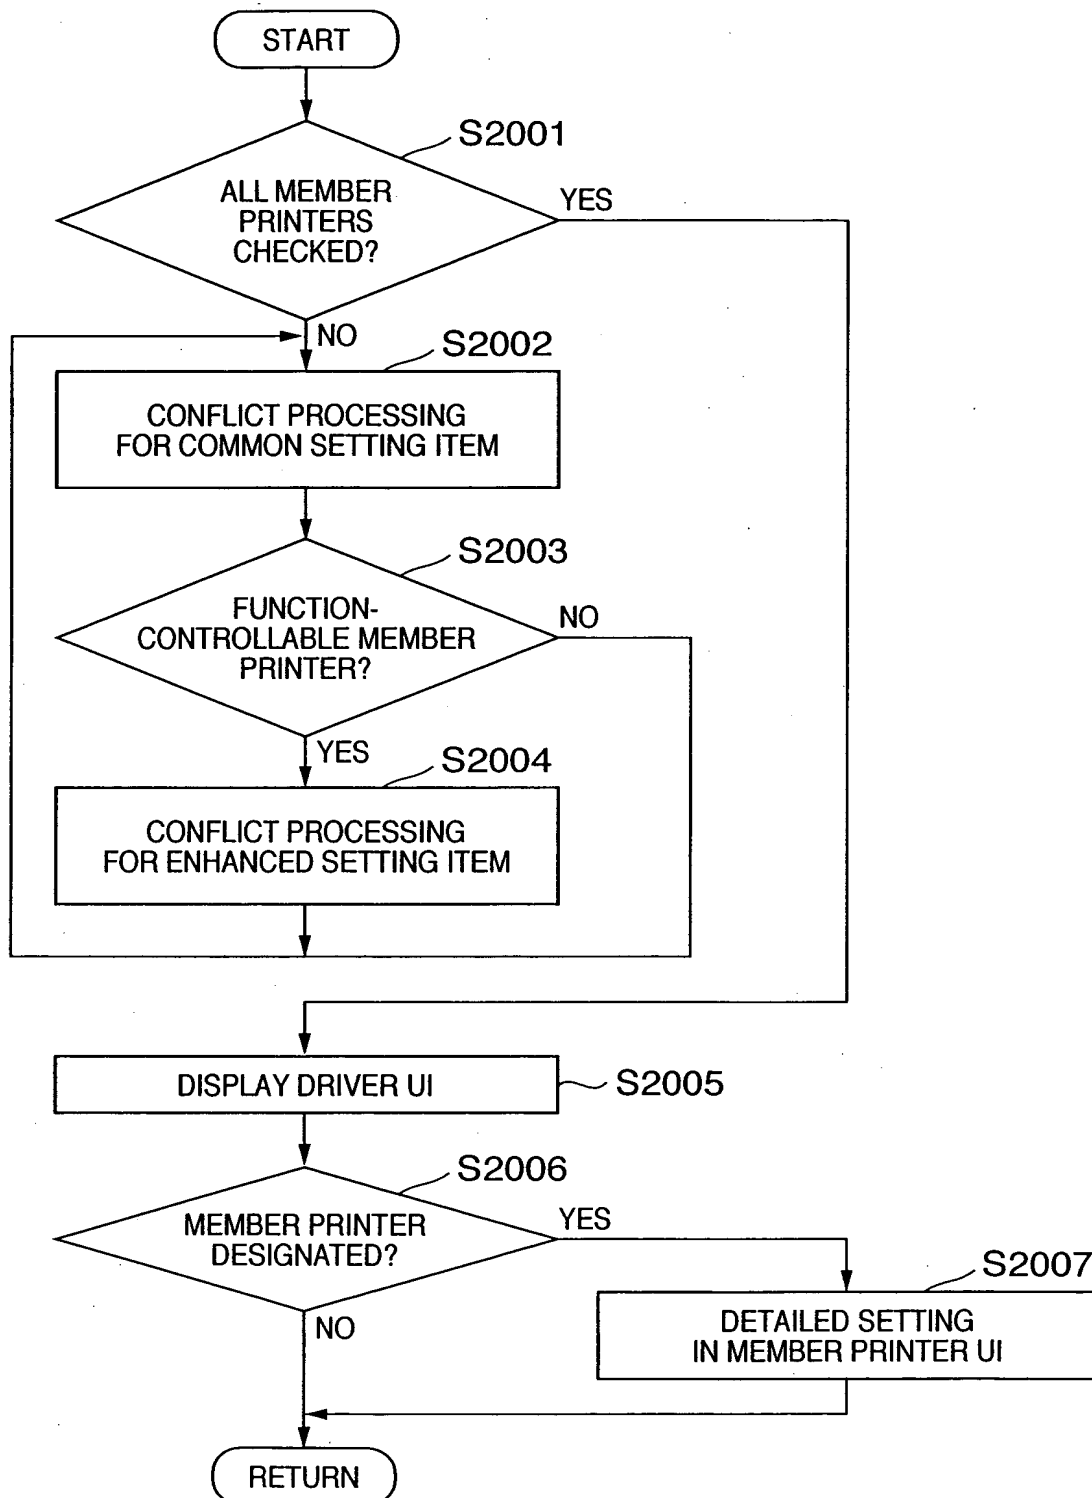 START
S2001
ALL MEMBER
PRINTERS
CHECKED?
YES
NO
S2002
CONFLICT PROCESSING
FOR COMMON SETTING ITEM
S2003
FUNCTION-
CONTROLLABLE MEMBER
PRINTER?
NO
YES
S2004
CONFLICT PROCESSING
FOR ENHANCED SETTING ITEM
DISPLAY DRIVER UI
S2005
S2006
MEMBER PRINTER
DESIGNATED?
YES
NO
S2007
DETAILED SETTING
IN MEMBER PRINTER UI
RETURN